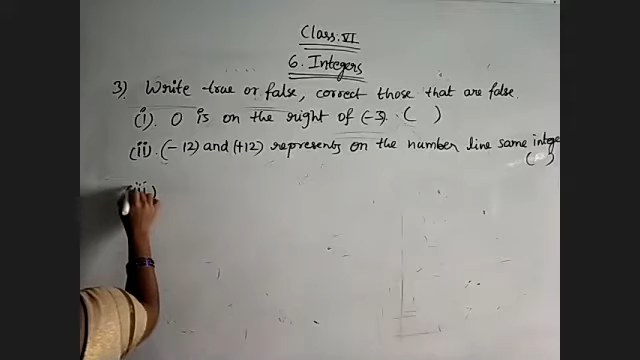 Class: VI
6. Integers
3) Write true or false, correct those that are false.
(i). 0 is on the right of (-3). ( )
(ii). (-12) and (+12) represents on the number line same intege
( )
(iii)